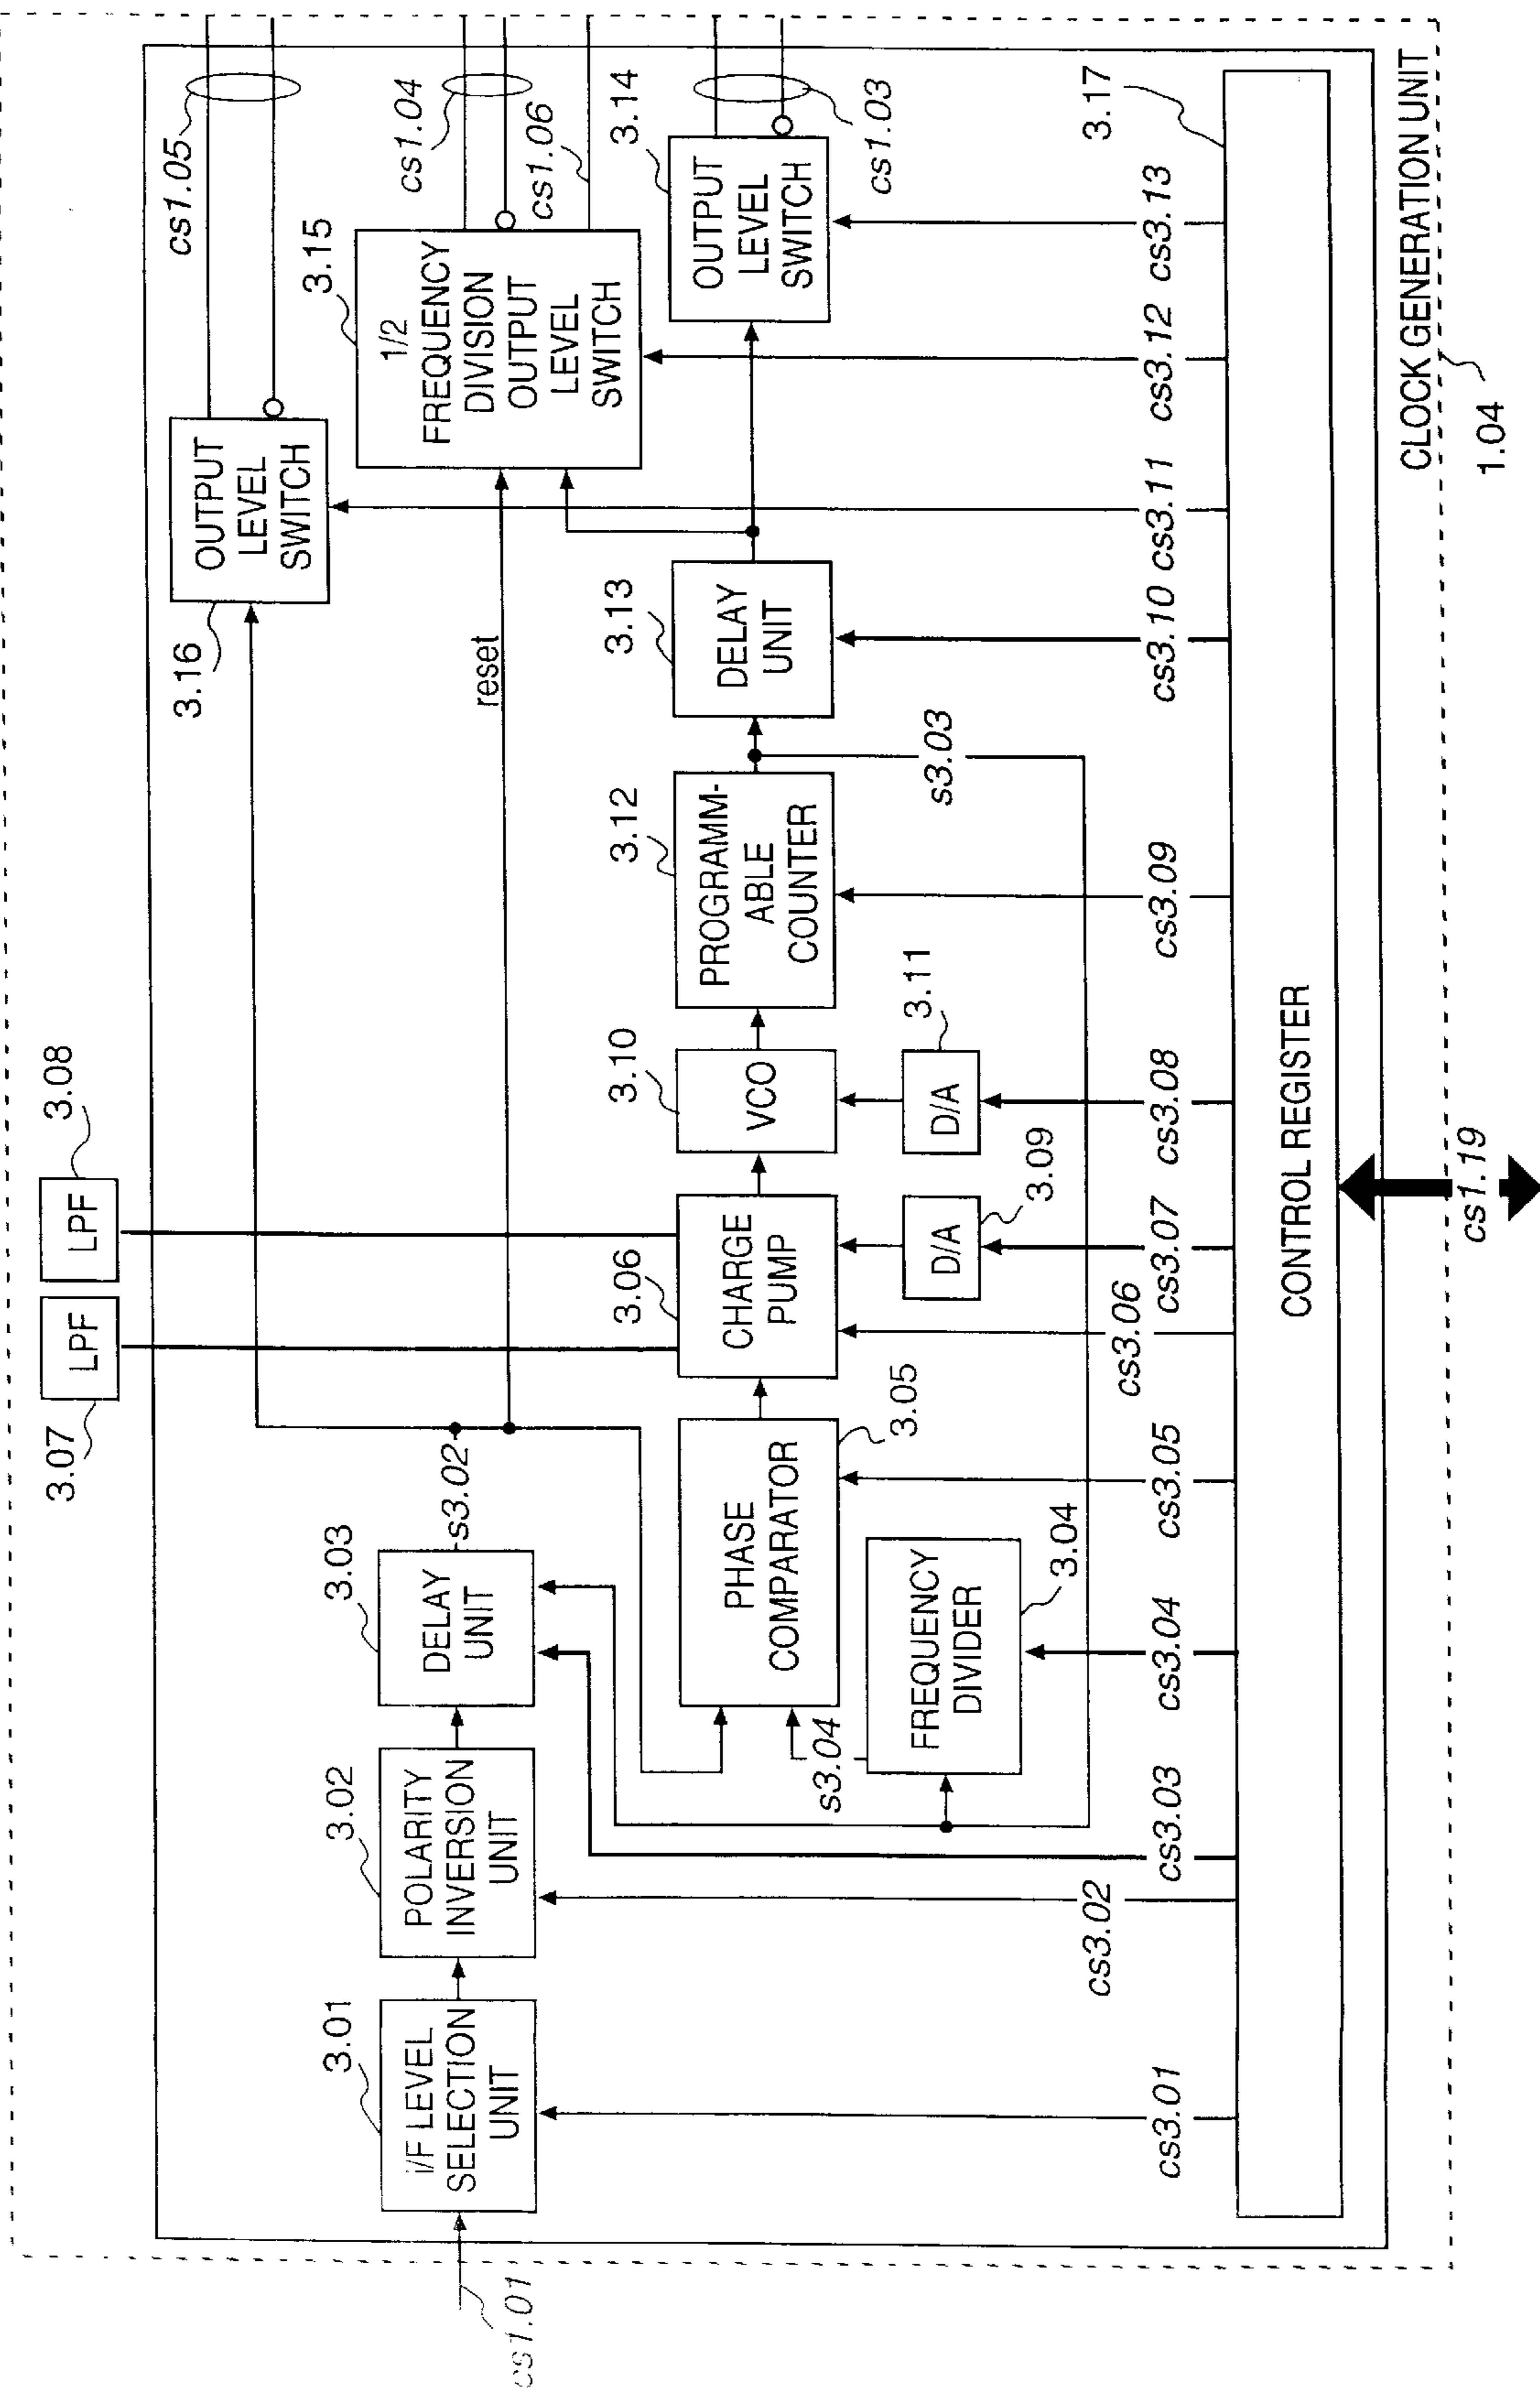 3.07
LPF
LPF
3.08
cs1.01
3.01
I/F LEVEL
SELECTION
UNIT
3.02
POLARITY
INVERSION
UNIT
3.03
DELAY
UNIT
s3.02
reset
3.16
OUTPUT
LEVEL
SWITCH
cs1.05
3.15
1/2
FREQUENCY
DIVISION
OUTPUT
LEVEL
SWITCH
cs1.04
cs1.06
s3.04
PHASE
COMPARATOR
3.05
FREQUENCY
DIVIDER
3.04
3.06
CHARGE
PUMP
D/A
3.09
3.10
VCO
D/A
3.11
3.12
PROGRAMM-
ABLE
COUNTER
s3.03
3.13
DELAY
UNIT
3.14
OUTPUT
LEVEL
SWITCH
cs1.03
cs3.01
cs3.02
cs3.03
cs3.04
cs3.05
cs3.06
cs3.07
cs3.08
cs3.09
cs3.10
cs3.11
cs3.12
cs3.13
3.17
CONTROL REGISTER
CLOCK GENERATION UNIT
1.04
cs1.19